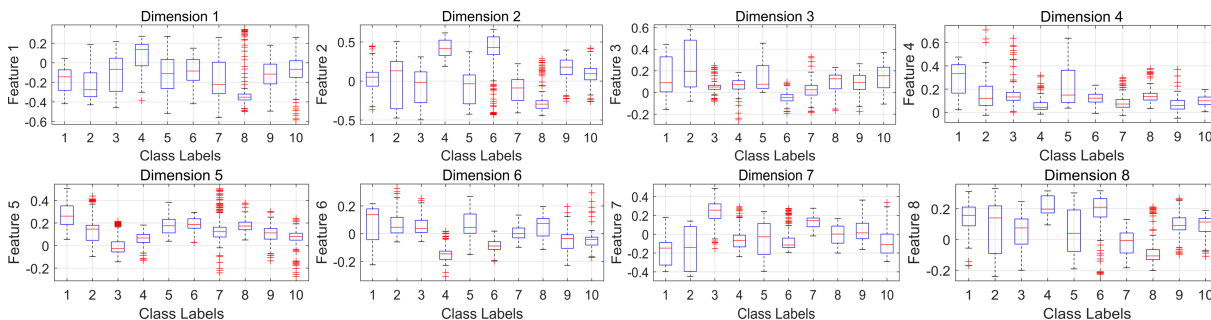 Dimension 1
Feature 1
0.2
0
-0.2
-0.4
-0.6
1 2 3 4 5 6 7 8 9 10
Class Labels
Dimension 2
Feature 2
0.5
0
-0.5
1 2 3 4 5 6 7 8 9 10
Class Labels
Dimension 3
Feature 3
0.6
0.4
0.2
0
-0.2
1 2 3 4 5 6 7 8 9 10
Class Labels
Dimension 4
Feature 4
0.6
0.4
0.2
0
1 2 3 4 5 6 7 8 9 10
Class Labels
Dimension 5
Feature 5
0.4
0.2
0
-0.2
1 2 3 4 5 6 7 8 9 10
Class Labels
Dimension 6
Feature 6
0.2
0
-0.2
1 2 3 4 5 6 7 8 9 10
Class Labels
Dimension 7
Feature 7
0.4
0.2
0
-0.2
-0.4
1 2 3 4 5 6 7 8 9 10
Class Labels
Dimension 8
Feature 8
0.2
0
-0.2
1 2 3 4 5 6 7 8 9 10
Class Labels